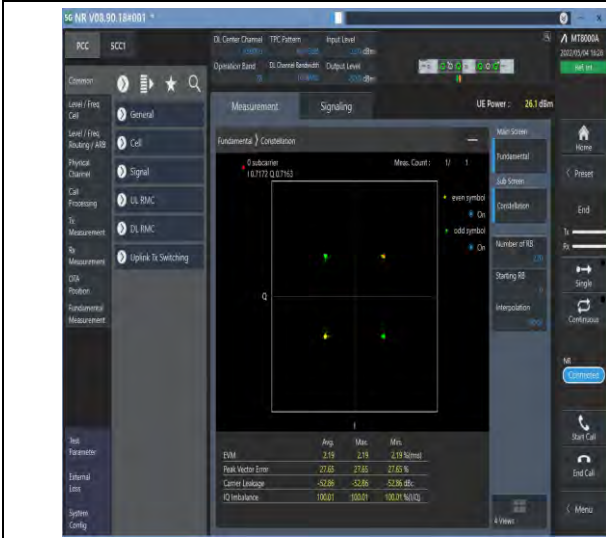 5G NR V03.90.18#001 *
PCC SCC1
DL Center Channel TPC Pattern Input Level
Operation Band DL Channel Bandwidth Output Level
MT8000A
2022/05/04 16:28
Common
Level / Freq.
Cell
Level / Freq.
Routing / ARB
Physical
Channel
Call
Processing
Tx
Measurement
Rx
Measurement
OTA
Position
Fundamental
Measurement
Test
Parameter
External
Loss
System
Config
General
Cell
Signal
UL RMC
DL RMC
Uplink Tx Switching
Measurement Signaling UE Power : 26.1 dBm
Fundamental Constellation
0 subcarrier Meas. Count : 1/ 1
I 0.7172 Q 0.7163
even symbol
On
odd symbol
On
Q
I
Avg. Max. Min.
EVM 2.19 2.19 2.19 %(rms)
Peak Vector Error 27.65 27.65 27.65 %
Carrier Leakage -52.86 -52.86 -52.86 dBc
IQ Imbalance 100.01 100.01 100.01 %(I/Q)
Main Screen
Fundamental
Sub Screen
Constellation
Number of RB
Starting RB
Interpolation
4 Views
Home
Preset
End
Tx
Rx
Single
Continuous
NR
Connected
Start Call
End Call
Menu